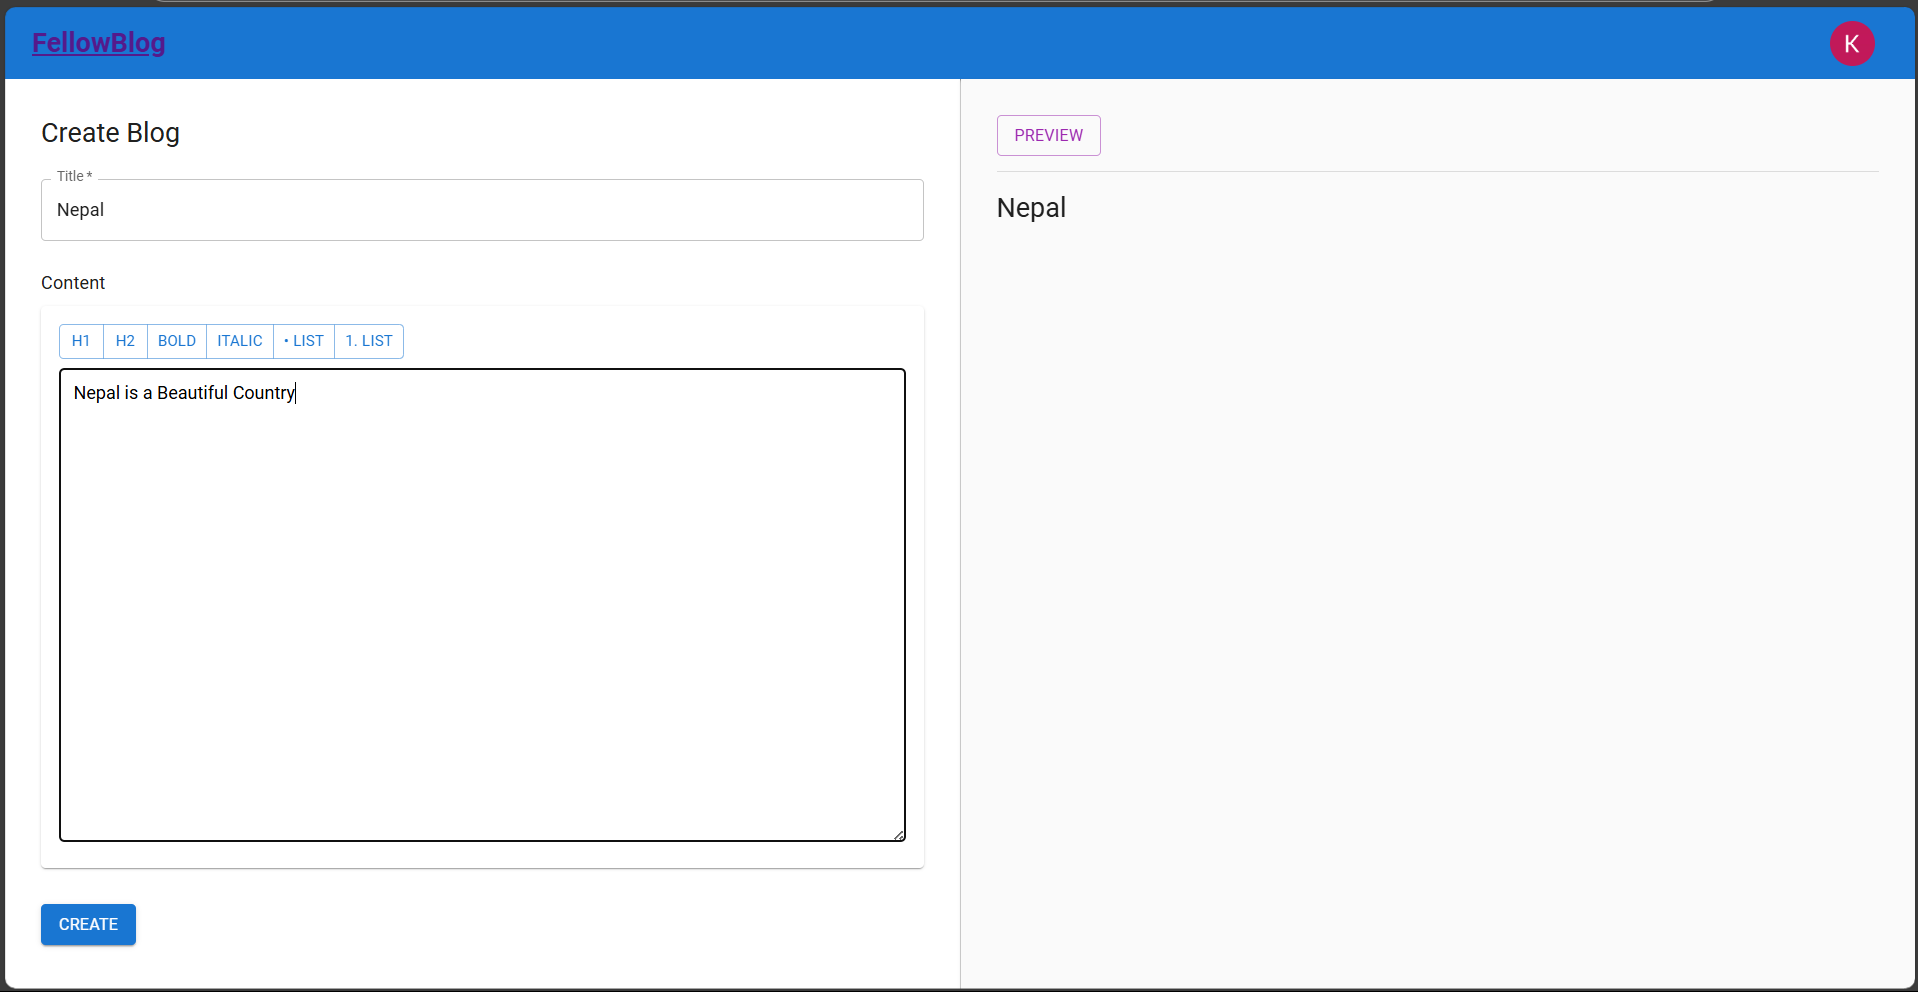 FellowBlog
K
Create Blog
Title *
Nepal
Content
H1 H2 BOLD ITALIC • LIST 1. LIST
Nepal is a Beautiful Country
CREATE
PREVIEW
Nepal